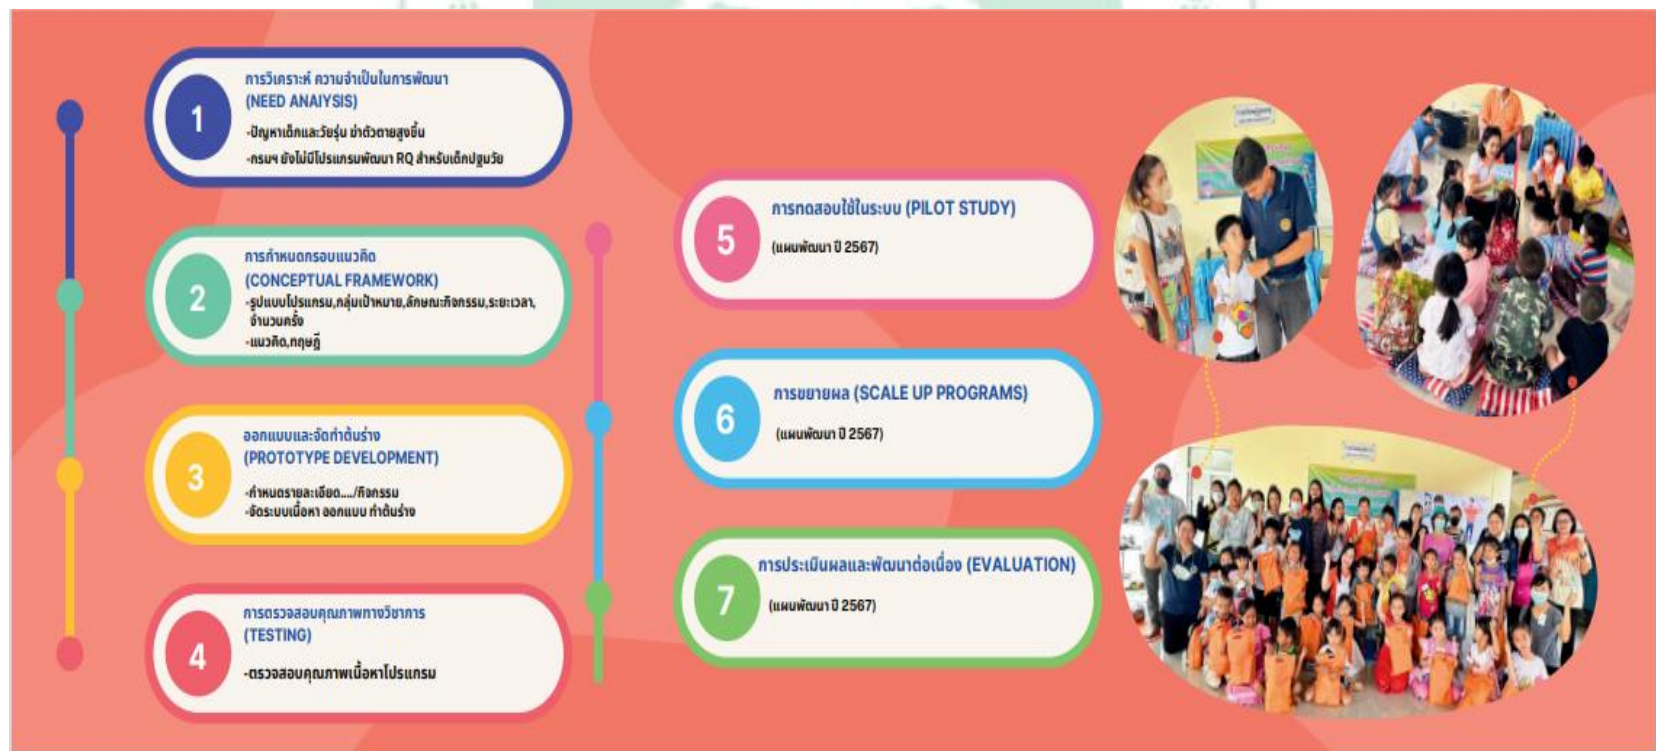 1
การวิเคราะห์ ความจำเป็นในการพัฒนา
(NEED ANAIYSIS)
-ปัญหาเด็กและวัยรุ่น ฆ่าตัวตายสูงขึ้น
-กรมฯ ยังไม่มีโปรแกรมพัฒนา RQ สำหรับเด็กปฐมวัย
2
การกำหนดกรอบแนวคิด
(CONCEPTUAL FRAMEWORK)
-รูปแบบโปรแกรม,กลุ่มเป้าหมาย,ลักษณะกิจกรรม,ระยะเวลา,
จำนวนครั้ง
-แนวคิด,ทฤษฎี
3
ออกแบบและจัดทำต้นร่าง
(PROTOTYPE DEVELOPMENT)
-กำหนดรายละเอียด..../กิจกรรม
-จัดระบบเนื้อหา ออกแบบ ทำต้นร่าง
4
การตรวจสอบคุณภาพทางวิชาการ
(TESTING)
-ตรวจสอบคุณภาพเนื้อหาโปรแกรม
5
การทดสอบใช้ในระบบ (PILOT STUDY)
(แผนพัฒนา ปี 2567)
6
การขยายผล (SCALE UP PROGRAMS)
(แผนพัฒนา ปี 2567)
7
การประเมินผลและพัฒนาต่อเนื่อง (EVALUATION)
(แผนพัฒนา ปี 2567)